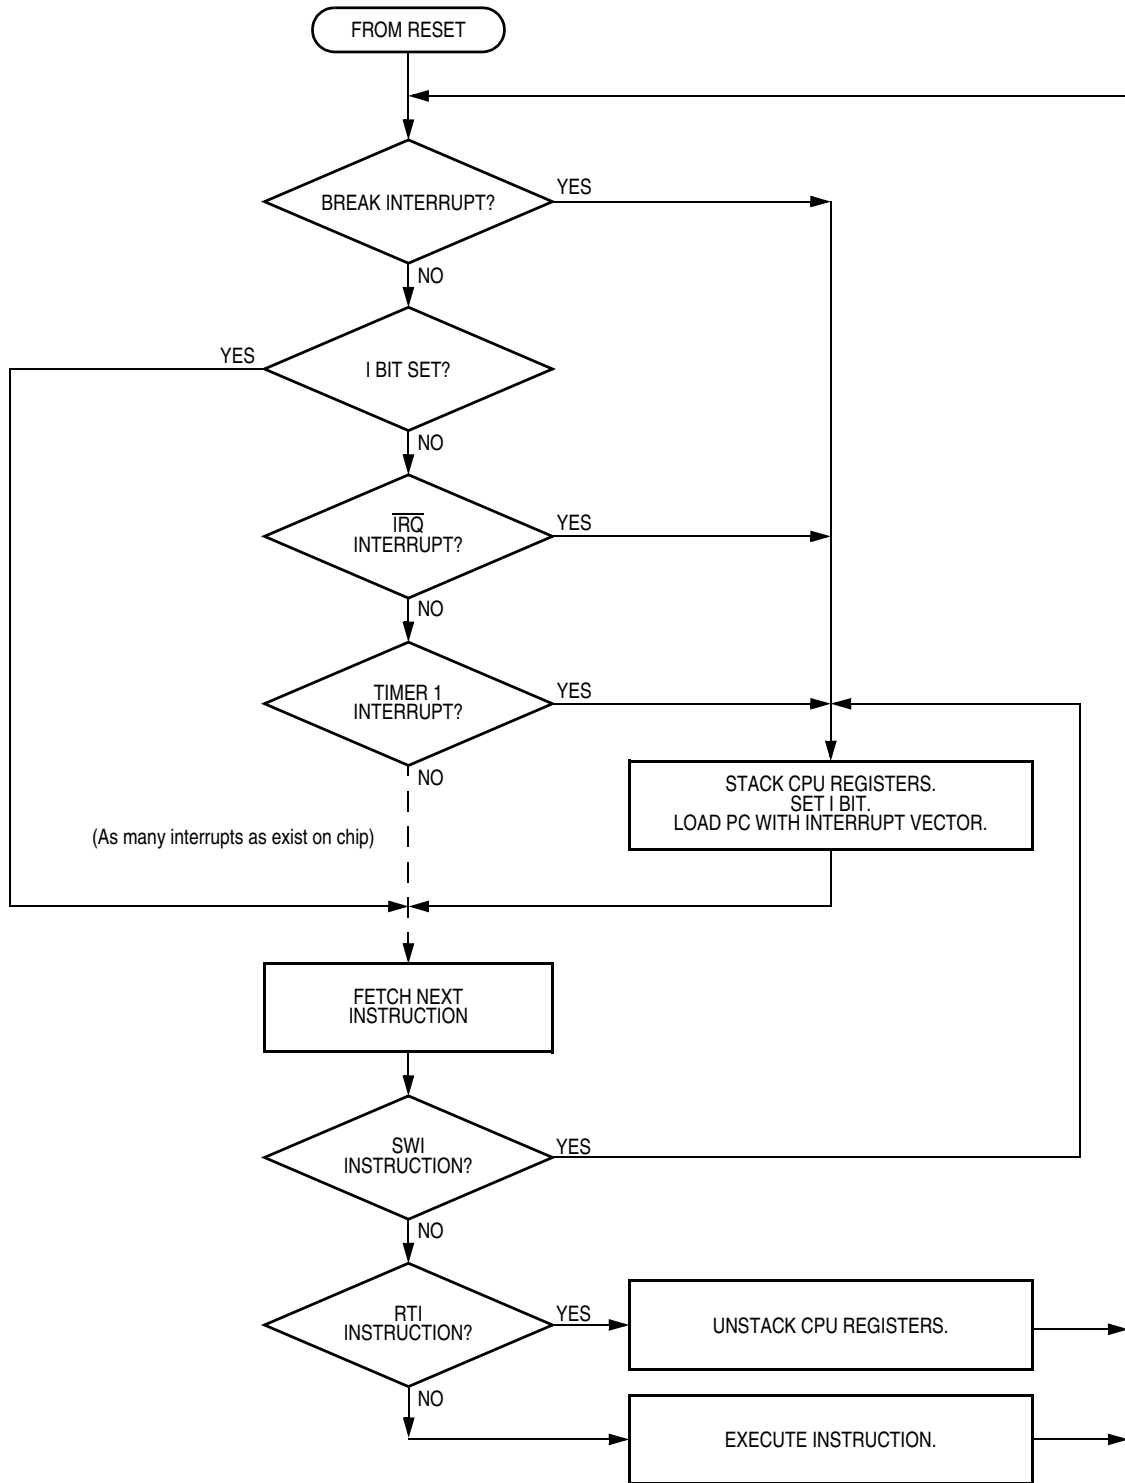 FROM RESET
BREAK INTERRUPT?
YES
NO
YES
I BIT SET?
NO
IRQ
INTERRUPT?
YES
NO
TIMER 1
INTERRUPT?
YES
NO
STACK CPU REGISTERS.
SET I BIT.
LOAD PC WITH INTERRUPT VECTOR.
(As many interrupts as exist on chip)
FETCH NEXT
INSTRUCTION
SWI
INSTRUCTION?
YES
NO
RTI
INSTRUCTION?
YES
UNSTACK CPU REGISTERS.
NO
EXECUTE INSTRUCTION.